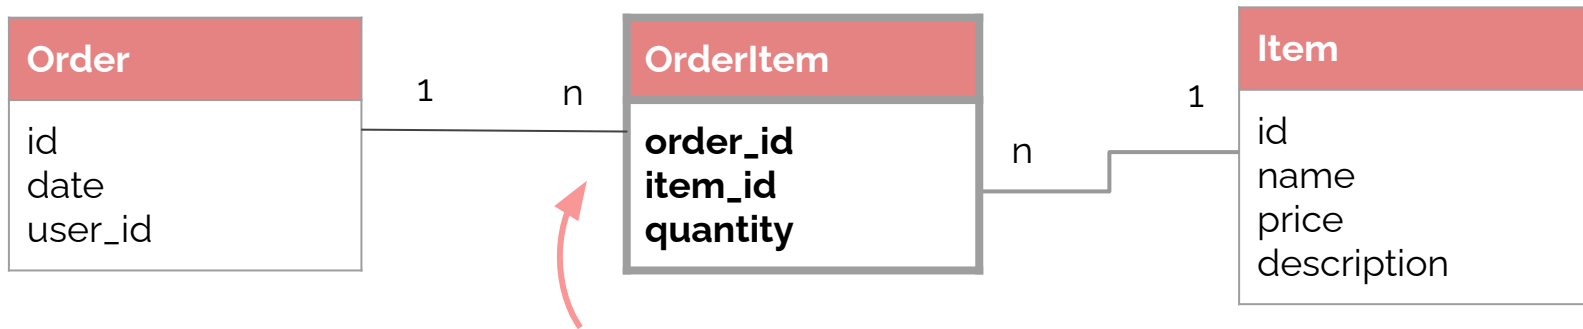 Order
id
date
user_id
1
n
OrderItem
order_id
item_id
quantity
n
1
Item
id
name
price
description